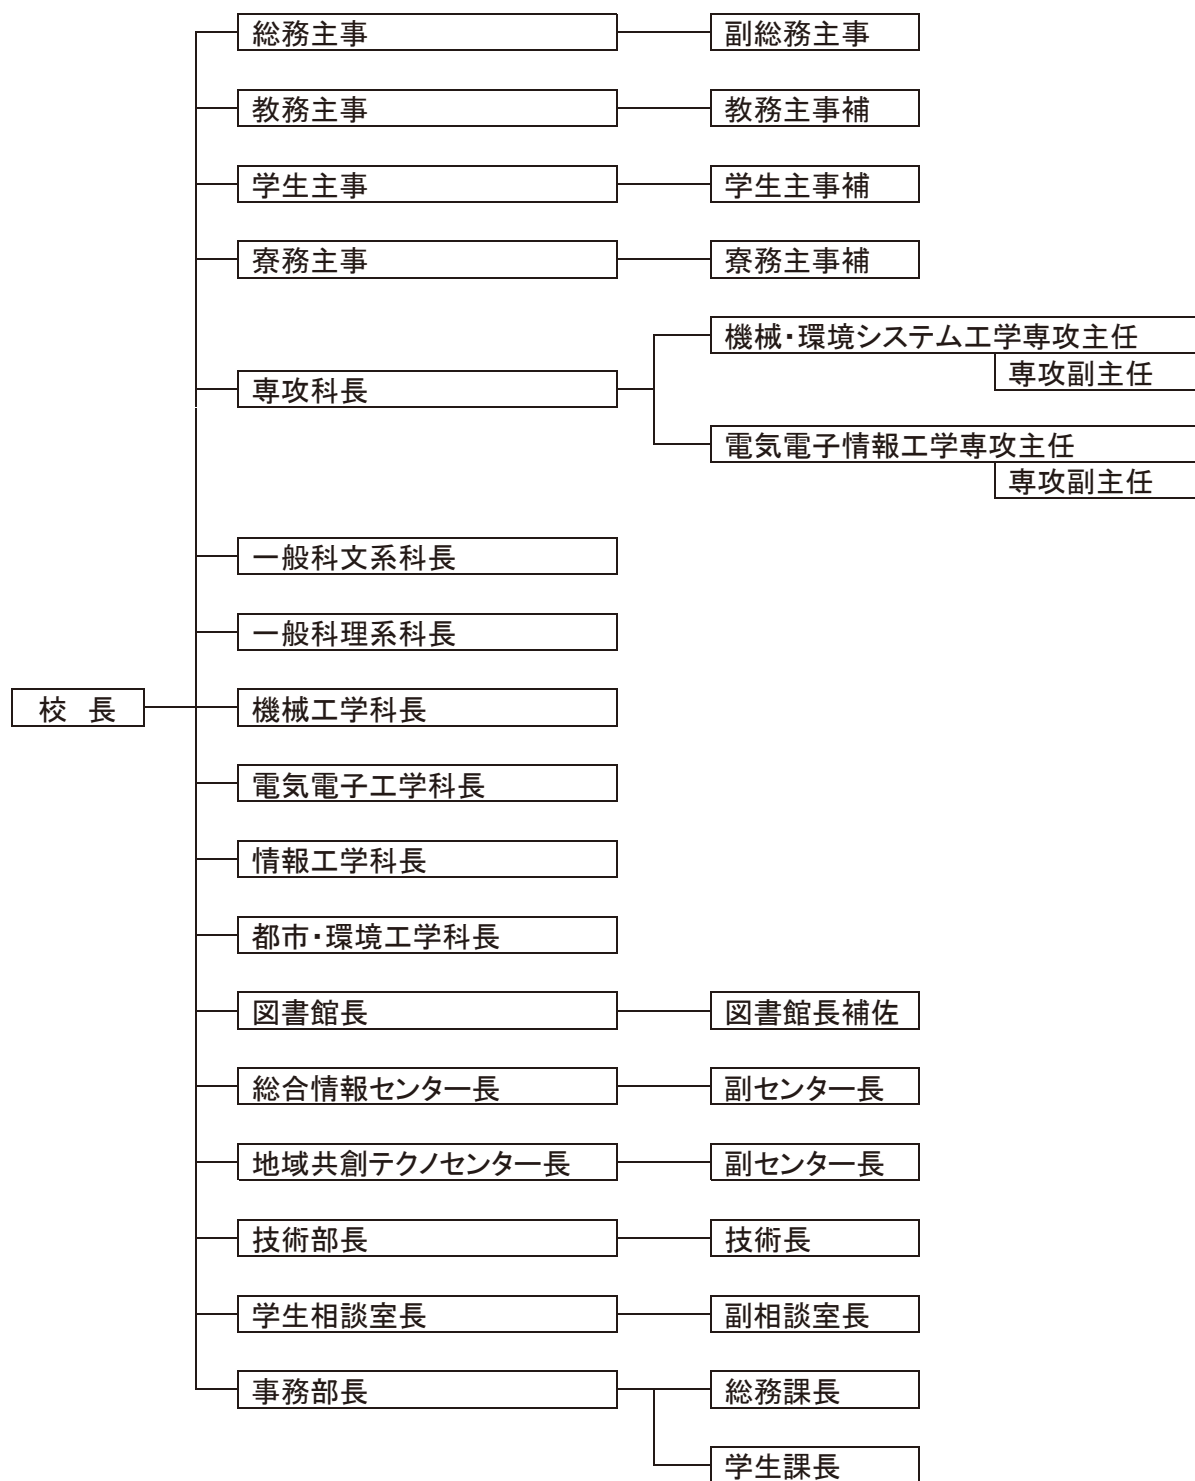 総務主事
副総務主事
教務主事
教務主事補
学生主事
学生主事補
寮務主事
寮務主事補
機械・環境システム工学専攻主任
専攻副主任
専攻科長
電気電子情報工学専攻主任
専攻副主任
一般科文系科長
一般科理系科長
校 長
機械工学科長
電気電子工学科長
情報工学科長
都市・環境工学科長
図書館長
図書館長補佐
総合情報センター長
副センター長
地域共創テクノセンター長
副センター長
技術部長
技術長
学生相談室長
副相談室長
事務部長
総務課長
学生課長